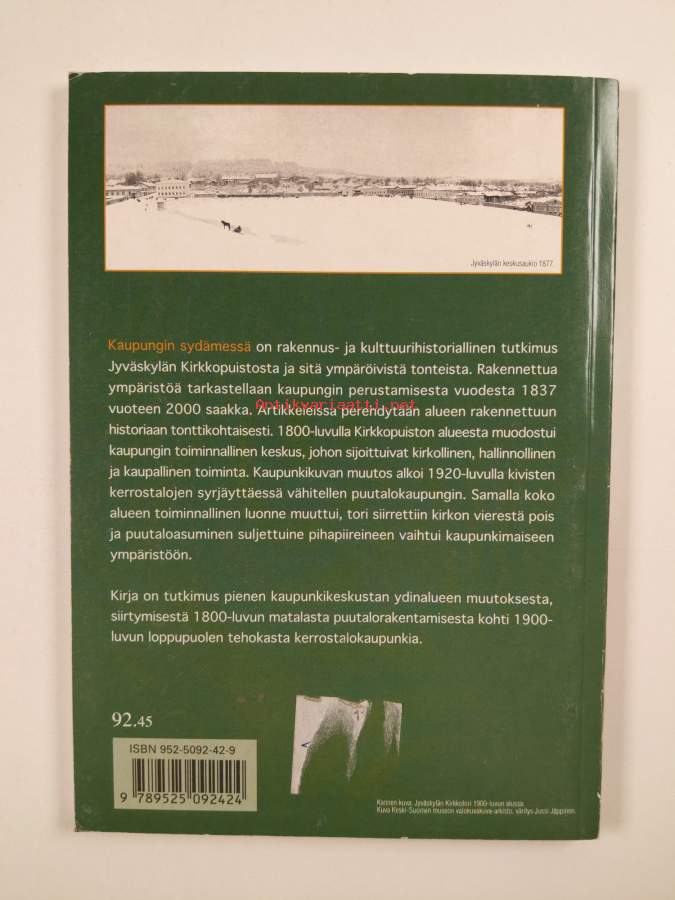 Jyväskylän keskusaukio 1877.
Kaupungin sydämessä on rakennus- ja kulttuurihistoriallinen tutkimus
Jyväskylän Kirkkopuistosta ja sitä ympäröivistä tonteista. Rakennettua
ympäristöä tarkastellaan kaupungin perustamisesta vuodesta 1837
vuoteen 2000 saakka. Artikkeleissa perehdytään alueen rakennettuun
Antikvariaatti.net
historiaan tonttikohtaisesti. 1800-luvulla Kirkkopuiston alueesta muodostui
kaupungin toiminnallinen keskus, johon sijoittuivat kirkollinen, hallinnollinen
ja kaupallinen toiminta. Kaupunkikuvan muutos alkoi 1920-luvulla kivisten
kerrostalojen syrjäyttäessä vähitellen puutalokaupungin. Samalla koko
alueen toiminnallinen luonne muuttui, tori siirrettiin kirkon vierestä pois
ja puutaloasuminen suljettuine pihapiireineen vaihtui kaupunkimaiseen
ympäristöön.
Kirja on tutkimus pienen kaupunkikeskustan ydinalueen muutoksesta,
siirtymisestä 1800-luvun matalasta puutalorakentamisesta kohti 1900-
luvun loppupuolen tehokasta kerrostalokaupunkia.
92.45
ISBN 952-5092-42-9
9 789525 092424
Kannen kuva: Jyväskylän Kirkkotori 1900-luvun alussa.
Kuva Keski-Suomen museon valokuvakuva-arkisto, väritys Jussi Jäppinen.